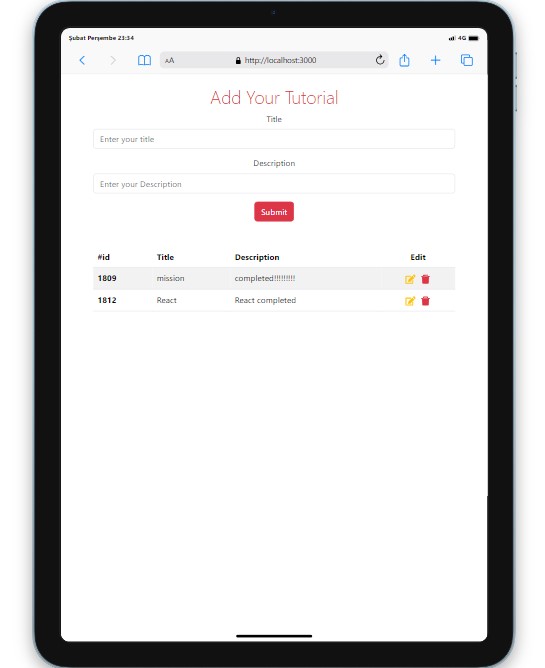 Şubat Perşembe 23:34
4G
AA
http://localhost:3000
Add Your Tutorial
Title
Enter your title
Description
Enter your Description
Submit
#id Title Description Edit
1809 mission completed!!!!!!!!!
1812 React React completed